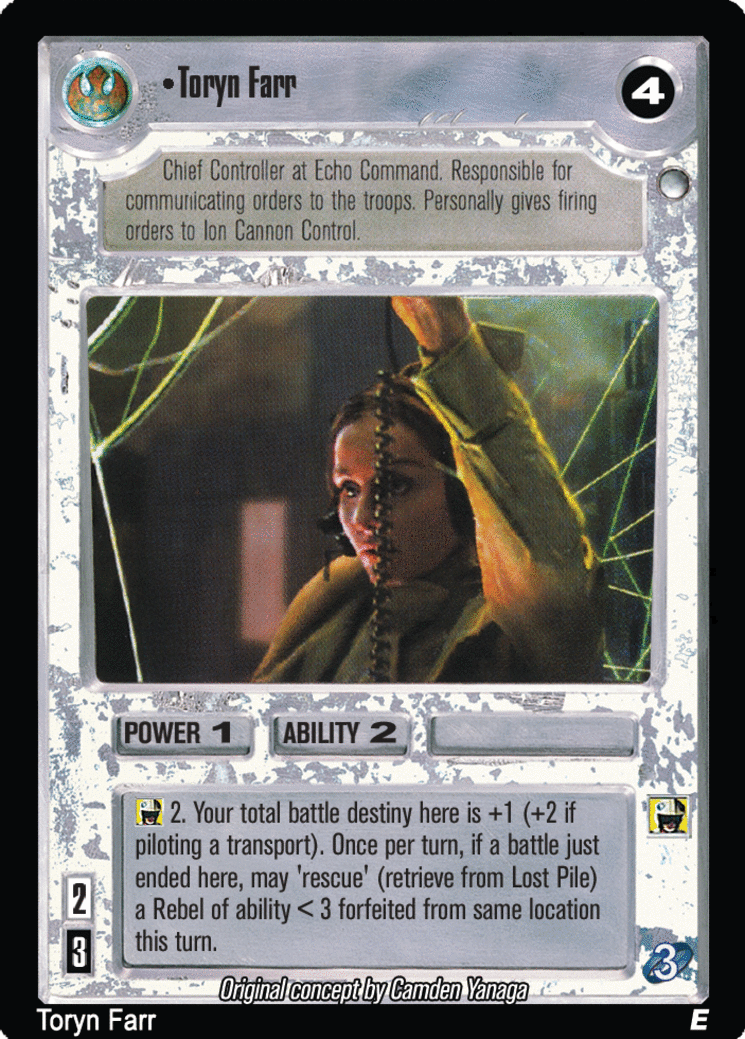 •Toryn Farr
4
Chief Controller at Echo Command. Responsible for
communicating orders to the troops. Personally gives firing
orders to Ion Cannon Control.
POWER 1
ABILITY 2
2. Your total battle destiny here is +1 (+2 if
piloting a transport). Once per turn, if a battle just
ended here, may 'rescue' (retrieve from Lost Pile)
a Rebel of ability < 3 forfeited from same location
this turn.
2
3
3
Original concept by Camden Yanaga
Toryn Farr
E